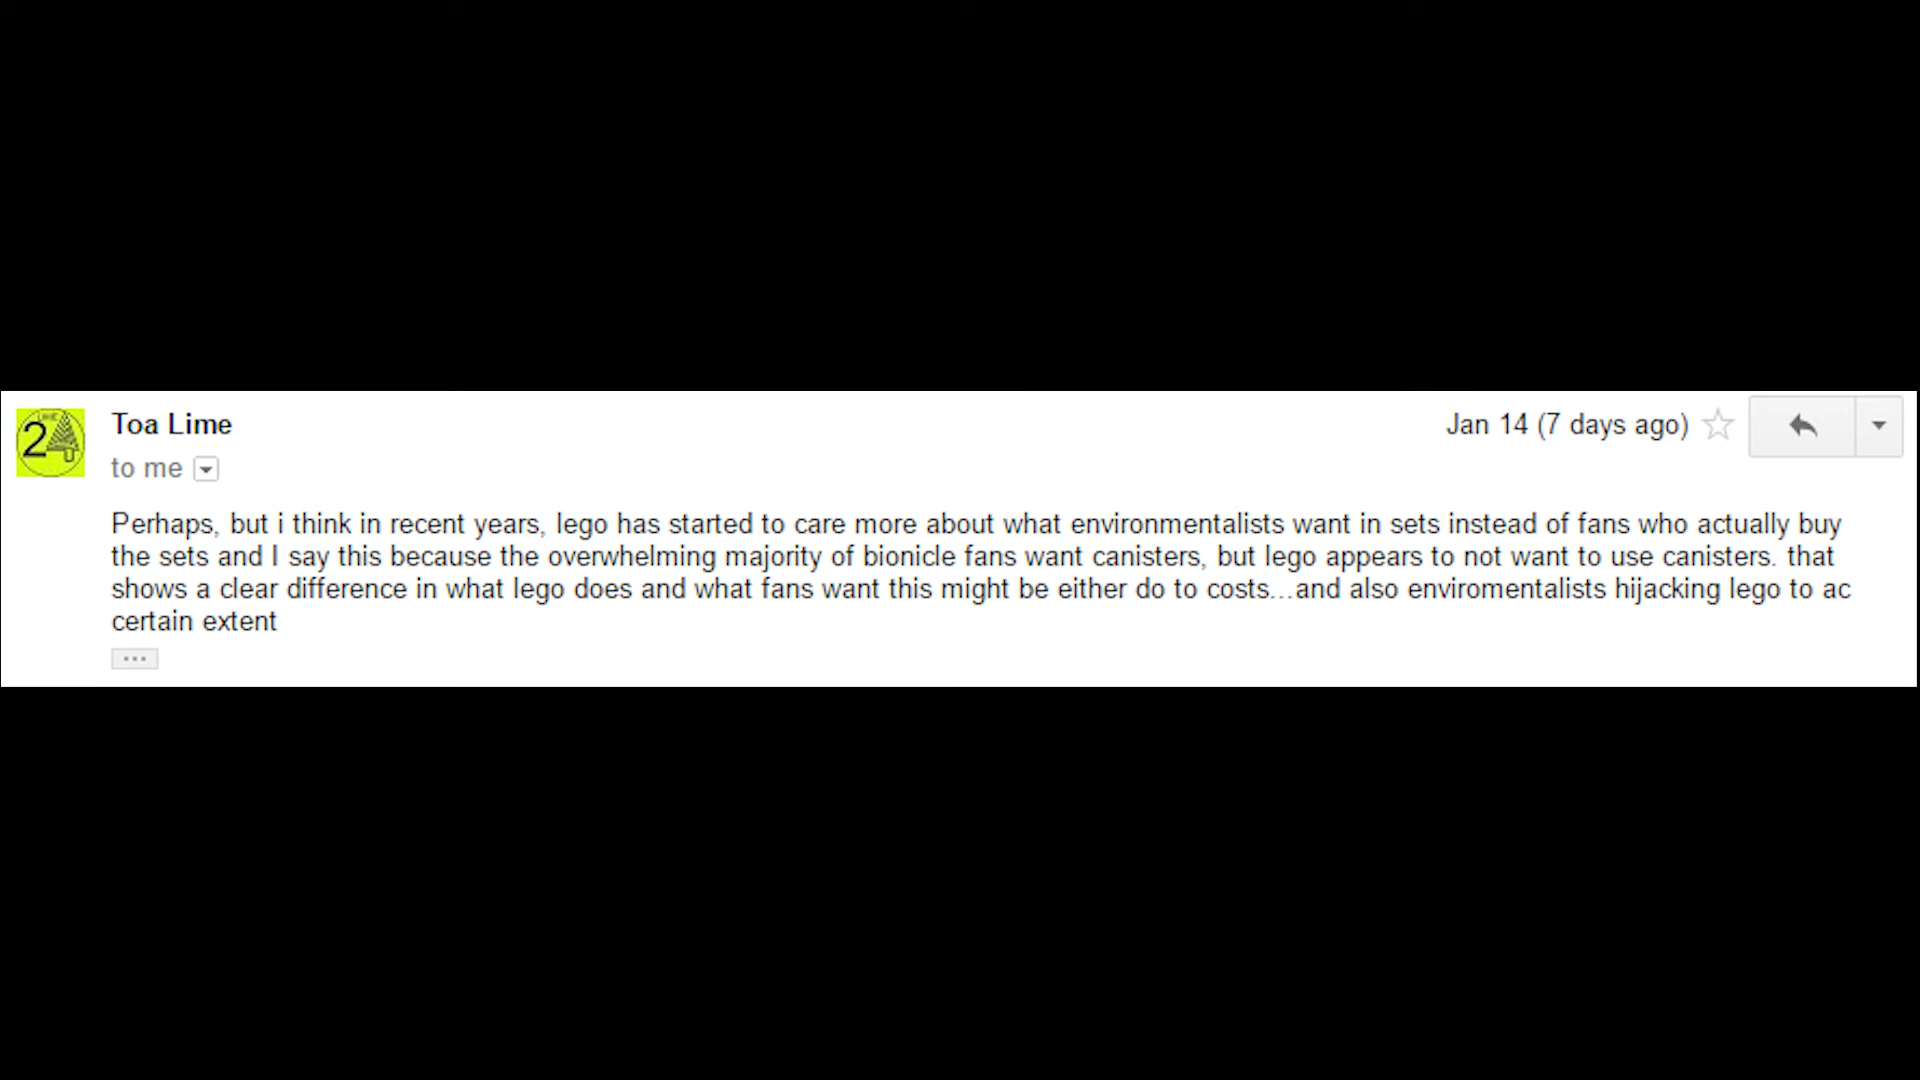 LIME
24U
Toa Lime
Jan 14 (7 days ago)
to me
Perhaps, but i think in recent years, lego has started to care more about what environmentalists want in sets instead of fans who actually buy
the sets and I say this because the overwhelming majority of bionicle fans want canisters, but lego appears to not want to use canisters. that
shows a clear difference in what lego does and what fans want this might be either do to costs...and also enviromentalists hijacking lego to ac
certain extent